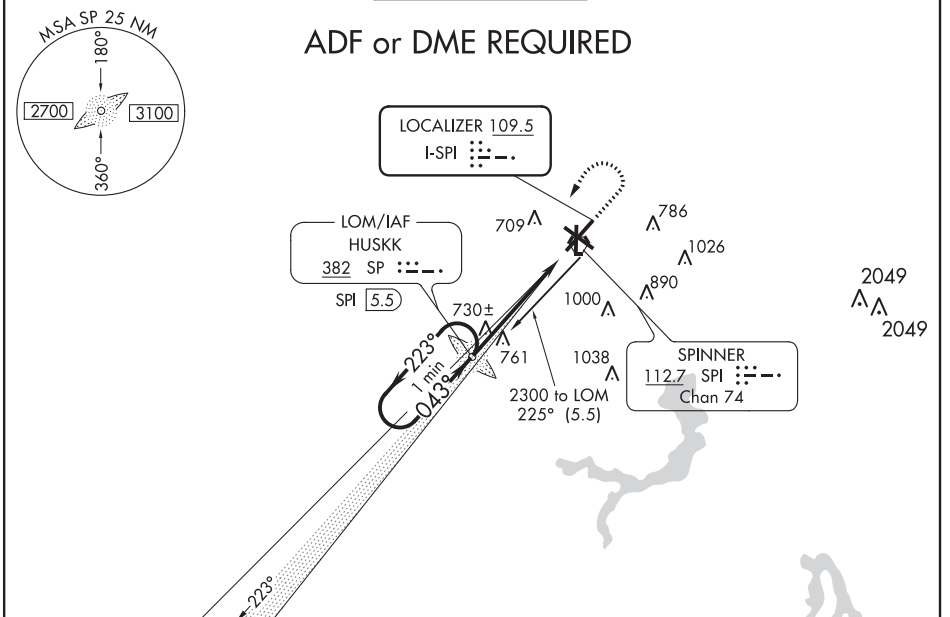 MSA SP 25 NM
180°
2700
3100
360°
ADF or DME REQUIRED
LOCALIZER 109.5
I-SPI
LOM/IAF
HUSKK
382 SP
SPI 5.5
709
786
1026
890
1000
730±
761
1038
2049
2049
223°
1 min
043°
2300 to LOM
225° (5.5)
SPINNER
112.7 SPI
Chan 74
223°